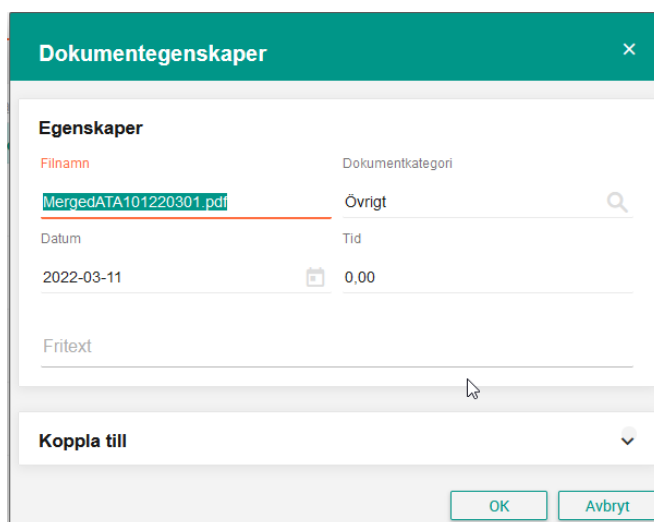 Dokumentegenskaper
Egenskaper
Filnamn Dokumentkategori
MergedATA101220301.pdf Övrigt
Datum Tid
2022-03-11 0,00
Fritext
Koppla till
OK Avbryt